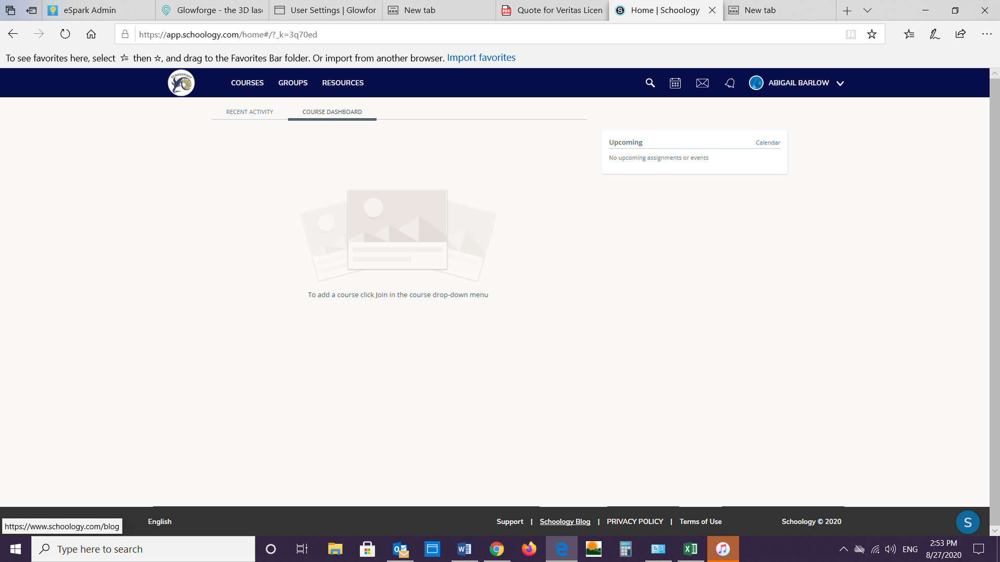 eSpark Admin
Glowforge - the 3D lase
User Settings | Glowfor
New tab
Quote for Veritas Licen
Home | Schoology
New tab
https://app.schoology.com/home#/?_k=3q70ed
To see favorites here, select ☆ then ☆, and drag to the Favorites Bar folder. Or import from another browser. Import favorites
TURKEYFOOT
COURSES
GROUPS
RESOURCES
ABIGAIL BARLOW
RECENT ACTIVITY
COURSE DASHBOARD
Upcoming
Calendar
No upcoming assignments or events
To add a course click Join in the course drop-down menu
English
Support | Schoology Blog | PRIVACY POLICY | Terms of Use
Schoology © 2020
S
https://www.schoology.com/blog
Type here to search
ENG
2:53 PM
8/27/2020